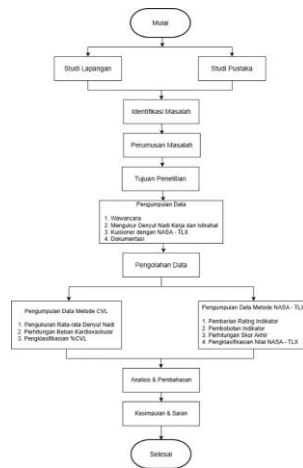 Mulai
Studi Lapangan
Studi Pustaka
Identifikasi Masalah
Perumusan Masalah
Tujuan Penelitian
Pengumpulan Data
1. Wawancara
2. Mengukur Denyut Nadi Kerja dan Istirahat
3. Kusioner dengan NASA - TLX
4. Dokumentasi
Pengolahan Data
Pengumpulan Data Metode CVL
1. Pengukuran Rata-rata Denyut Nadi
2. Perhitungan Beban Kardiovaskular
3. Pengklasifikasian %CVL
Pengumpulan Data Metode NASA - TLX
1. Pemberian Rating Indikator
2. Pembobotan Indikator
3. Perhitungan Skor Akhir
4. Pengklasifikasian Nilai NASA - TLX
Analisis & Pembahasan
Kesimpulan & Saran
Selesai